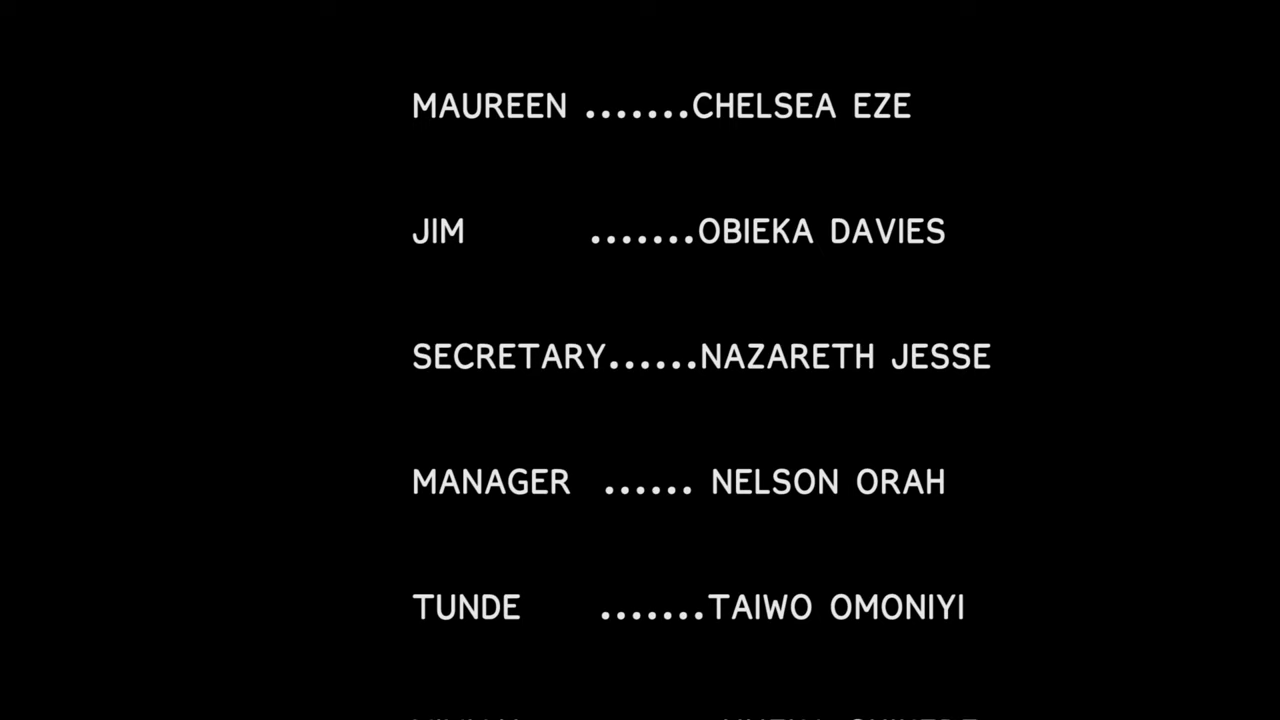 MAUREEN .......CHELSEA EZE
JIM .......OBIEKA DAVIES
SECRETARY......NAZARETH JESSE
MANAGER ...... NELSON ORAH
TUNDE .......TAIWO OMONIYI